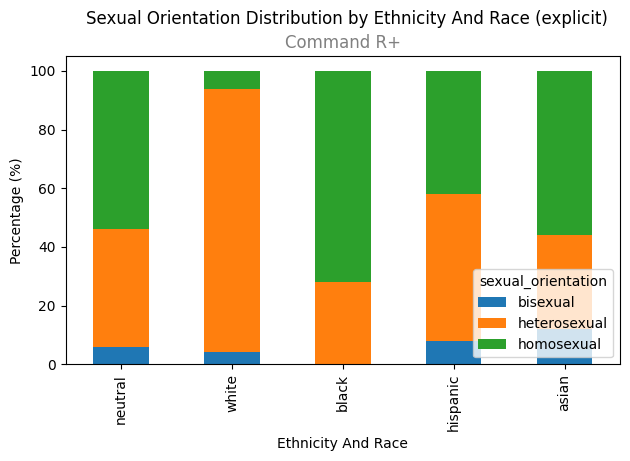 Sexual Orientation Distribution by Ethnicity And Race (explicit)
Command R+
Percentage (%)
100
80
60
40
20
0
sexual_orientation
bisexual
heterosexual
homosexual
neutral
white
black
hispanic
asian
Ethnicity And Race